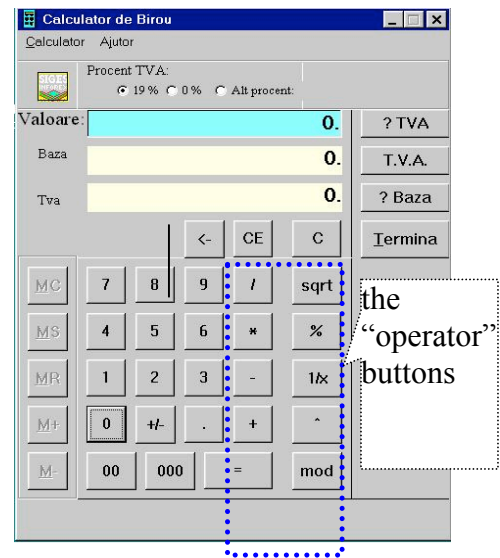 Calculator de Birou
Calculator Ajutor
Procent TVA:
19 % 0 % Alt procent:
Valoare: 0. ? TVA
Baza 0. T.V.A.
Tva 0. ? Baza
<- CE C Termina
MC 7 8 9 / sqrt
MS 4 5 6 * %
MR 1 2 3 - 1/x
M+ 0 +/- . + ^
M- 00 000 = mod
the
“operator”
buttons